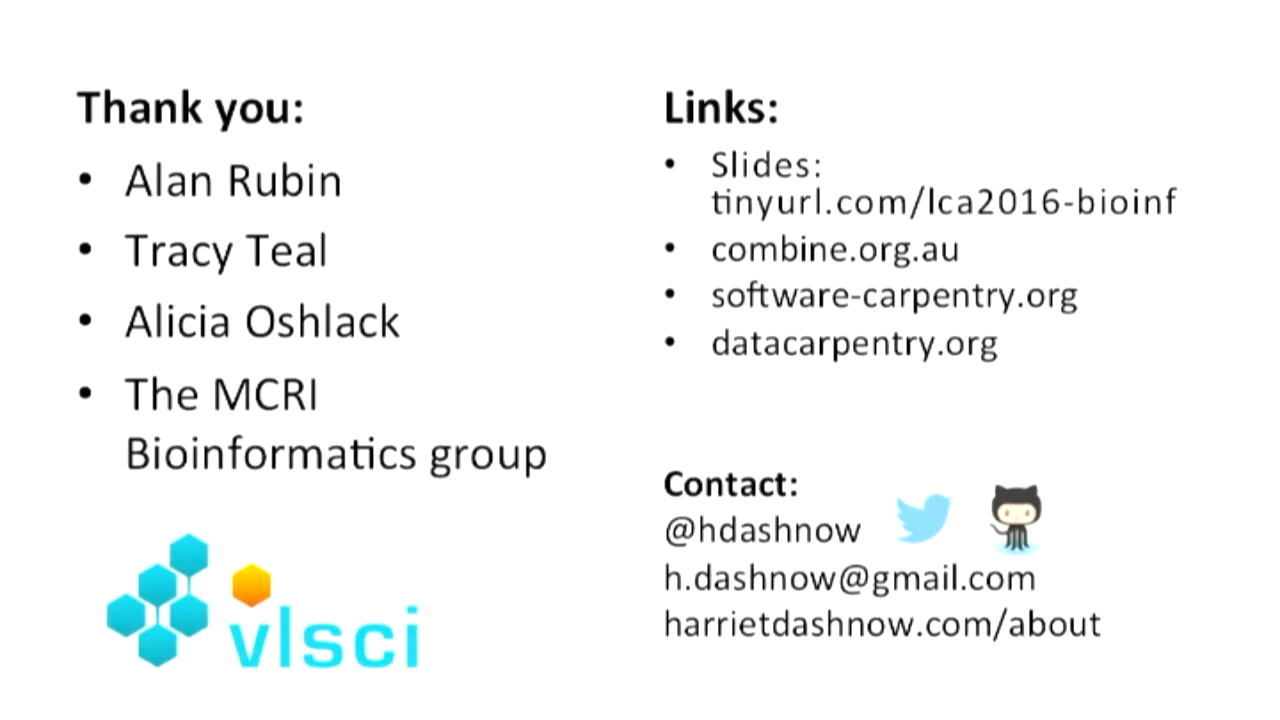 Thank you:
• Alan Rubin
• Tracy Teal
• Alicia Oshlack
• The MCRI
Bioinformatics group
vlsci
Links:
• Slides:
tinyurl.com/lca2016-bioinf
• combine.org.au
• software-carpentry.org
• datacarpentry.org
Contact:
@hdashnow
h.dashnow@gmail.com
harrietdashnow.com/about